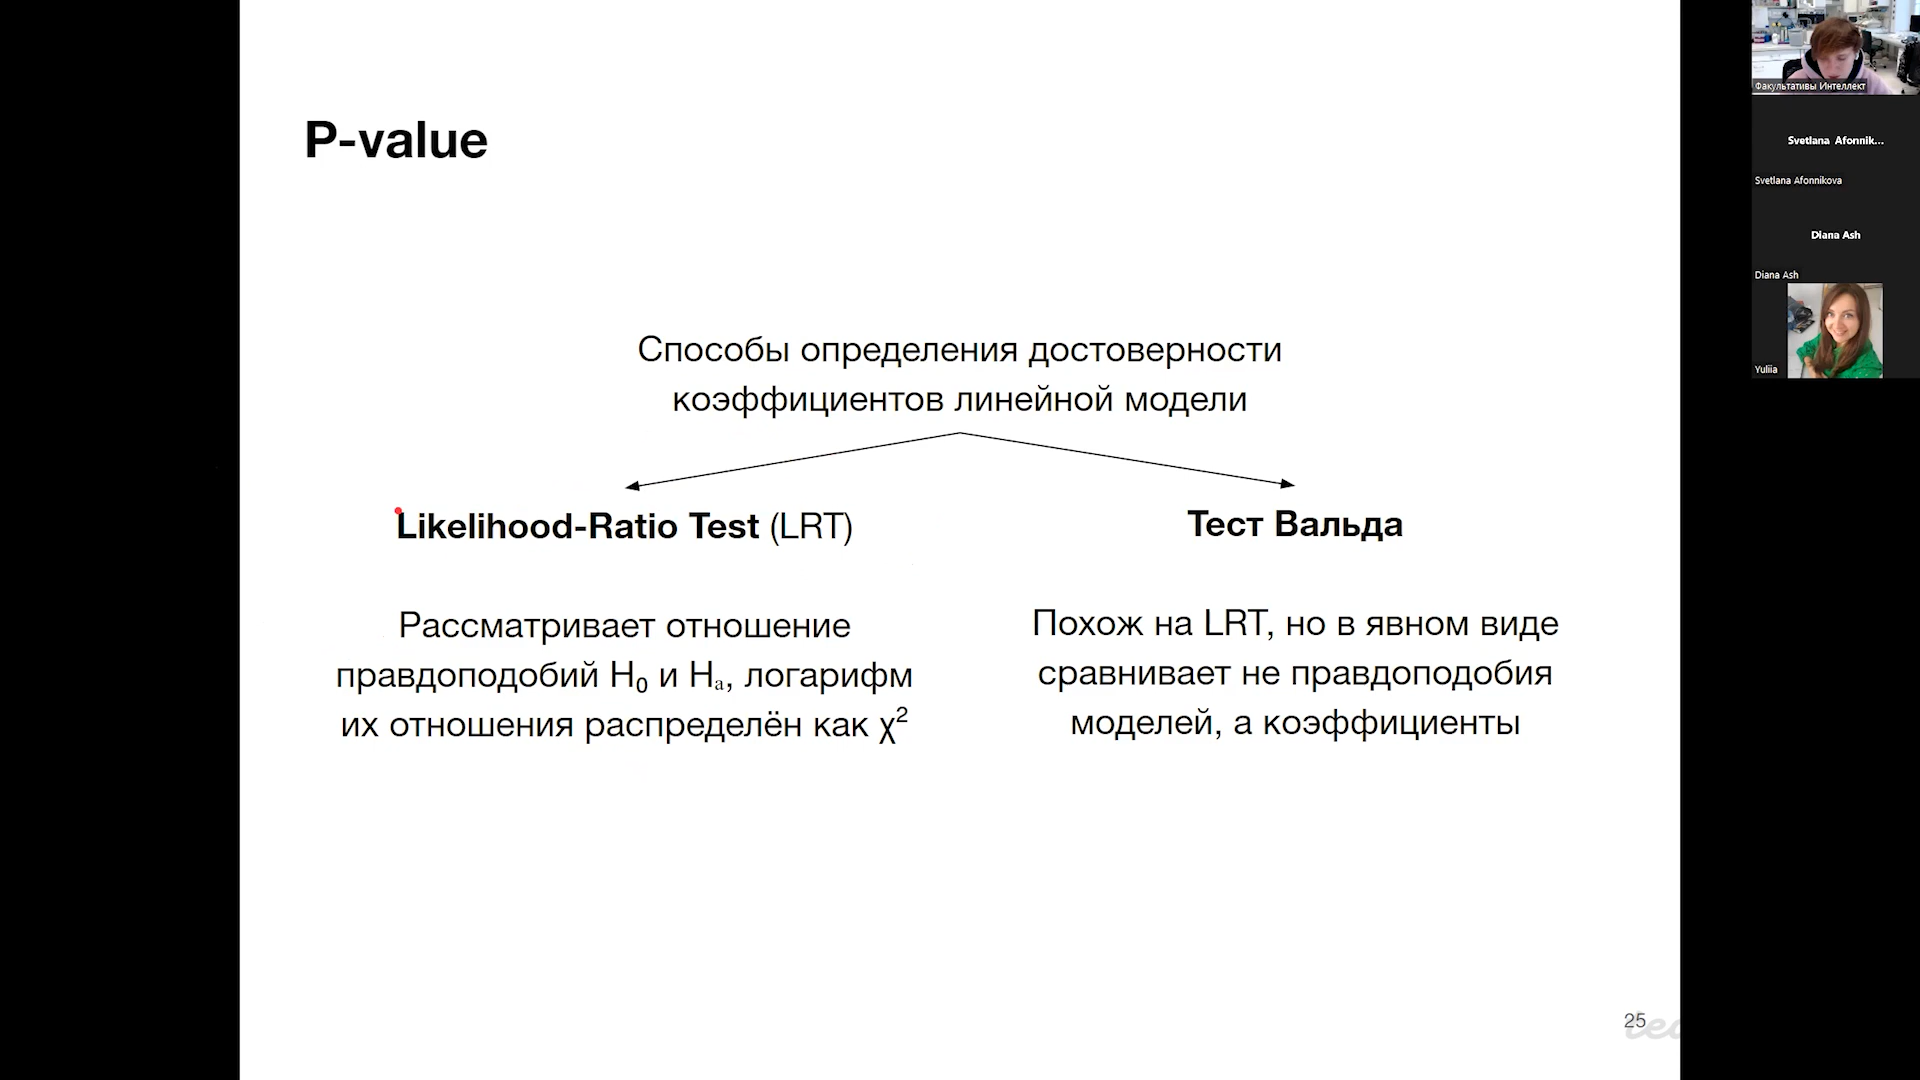 P-value
Способы определения достоверности
коэффициентов линейной модели
Likelihood-Ratio Test (LRT)
Рассматривает отношение
правдоподобий H₀ и Hₐ, логарифм
их отношения распределён как χ²
Тест Вальда
Похож на LRT, но в явном виде
сравнивает не правдоподобия
моделей, а коэффициенты
25
Факультативы Интеллект
Svetlana Afonnik...
Svetlana Afonnikova
Diana Ash
Diana Ash
Yuliia